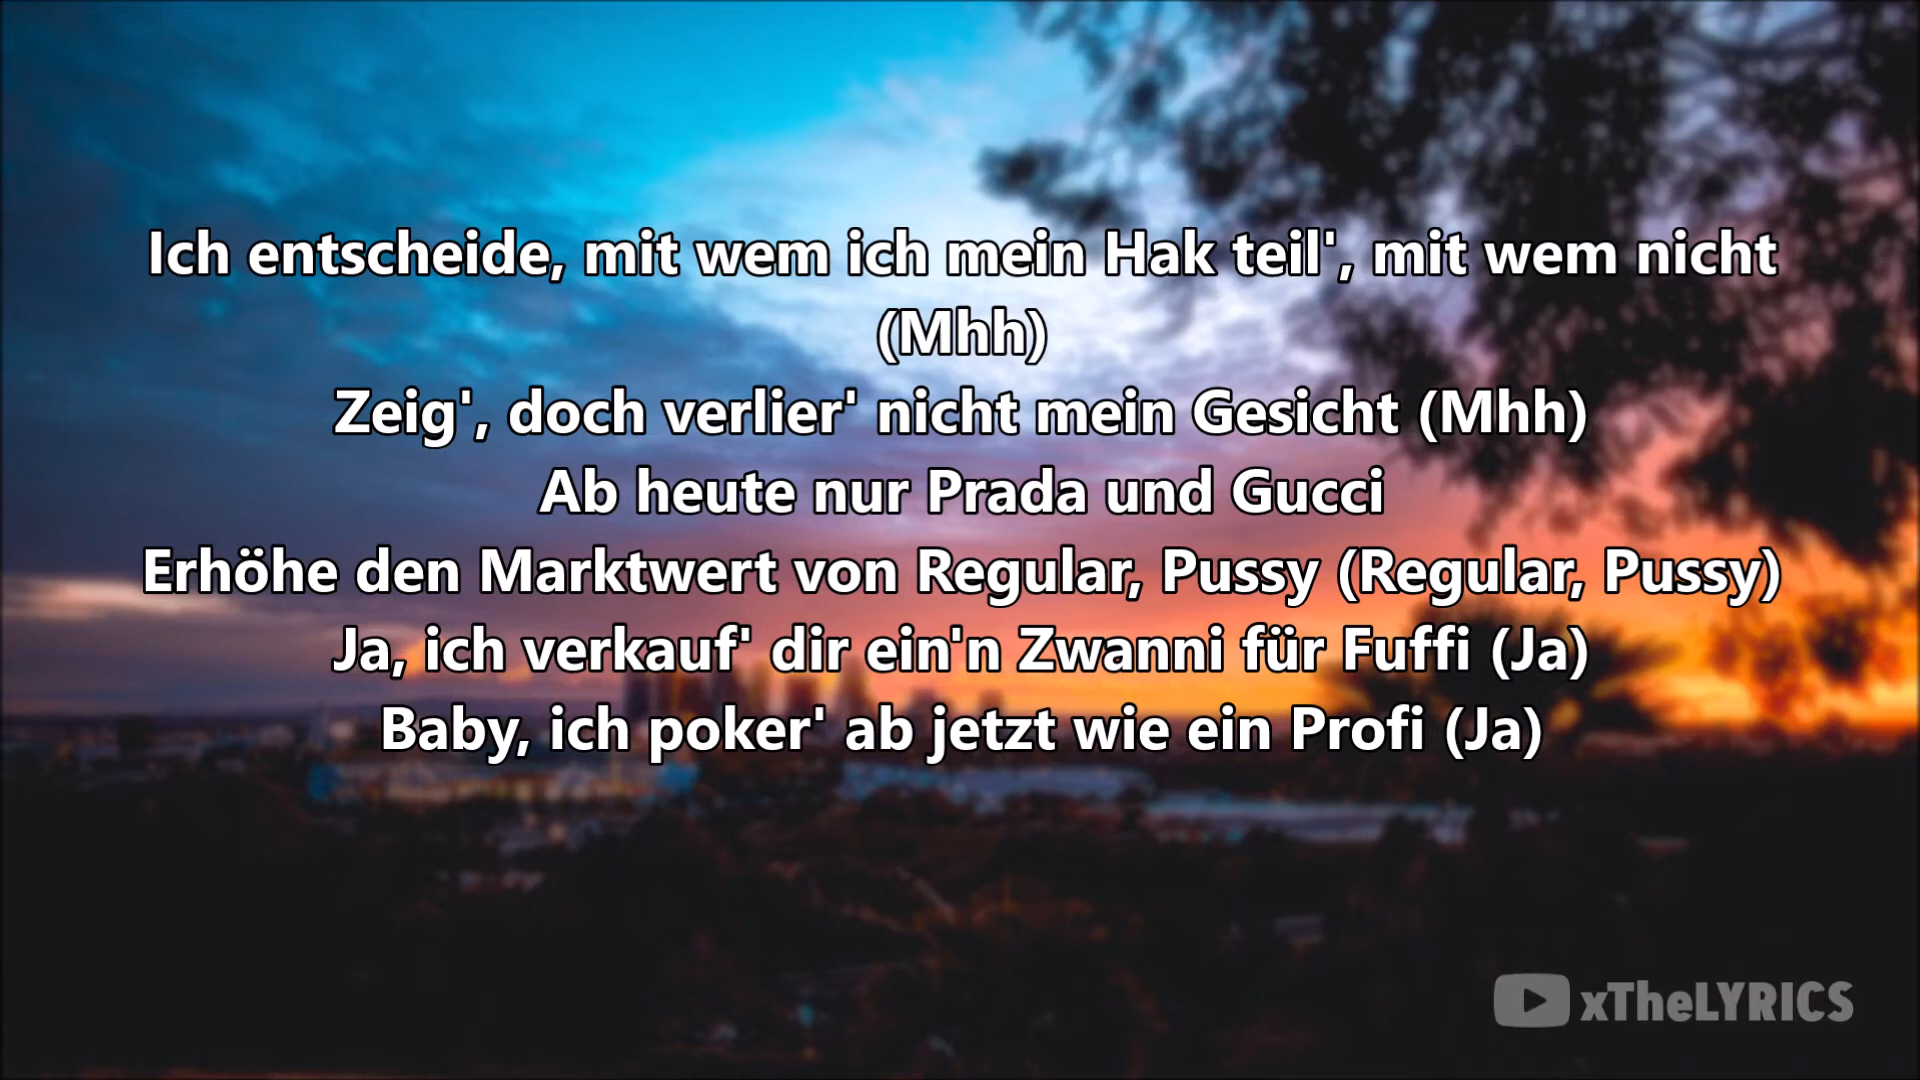 Ich entscheide, mit wem ich mein Hak teil', mit wem nicht
(Mhh)
Zeig', doch verlier' nicht mein Gesicht (Mhh)
Ab heute nur Prada und Gucci
Erhöhe den Marktwert von Regular, Pussy (Regular, Pussy)
Ja, ich verkauf' dir ein'n Zwanni für Fuffi (Ja)
Baby, ich poker' ab jetzt wie ein Profi (Ja)
xTheLYRICS